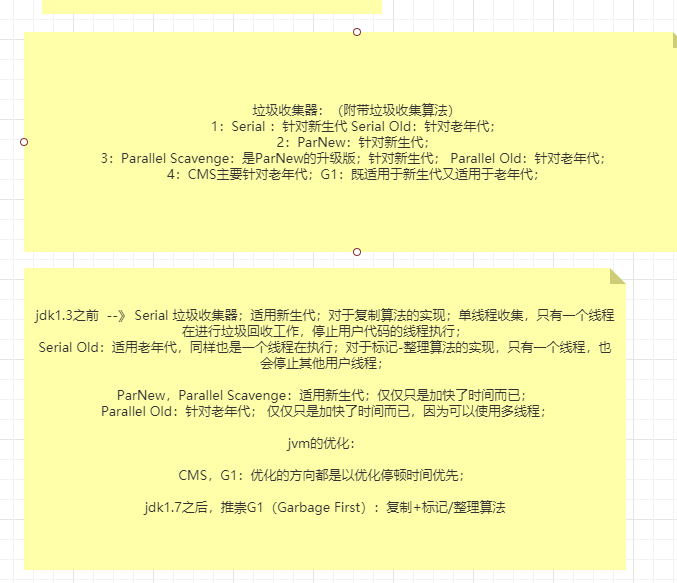 垃圾收集器：（附带垃圾收集算法）
1：Serial ：针对新生代 Serial Old：针对老年代；
2：ParNew：针对新生代；
3：Parallel Scavenge：是ParNew的升级版；针对新生代； Parallel Old：针对老年代；
4：CMS主要针对老年代；G1：既适用于新生代又适用于老年代；
jdk1.3之前 --》 Serial 垃圾收集器；适用新生代；对于复制算法的实现；单线程收集，只有一个线程
在进行垃圾回收工作，停止用户代码的线程执行；
Serial Old：适用老年代，同样也是一个线程在执行；对于标记-整理算法的实现，只有一个线程，也
会停止其他用户线程；
ParNew，Parallel Scavenge：适用新生代；仅仅只是加快了时间而已；
Parallel Old：针对老年代； 仅仅只是加快了时间而已，因为可以使用多线程；
jvm的优化：
CMS，G1：优化的方向都是以优化停顿时间优先；
jdk1.7之后，推崇G1（Garbage First）：复制+标记/整理算法